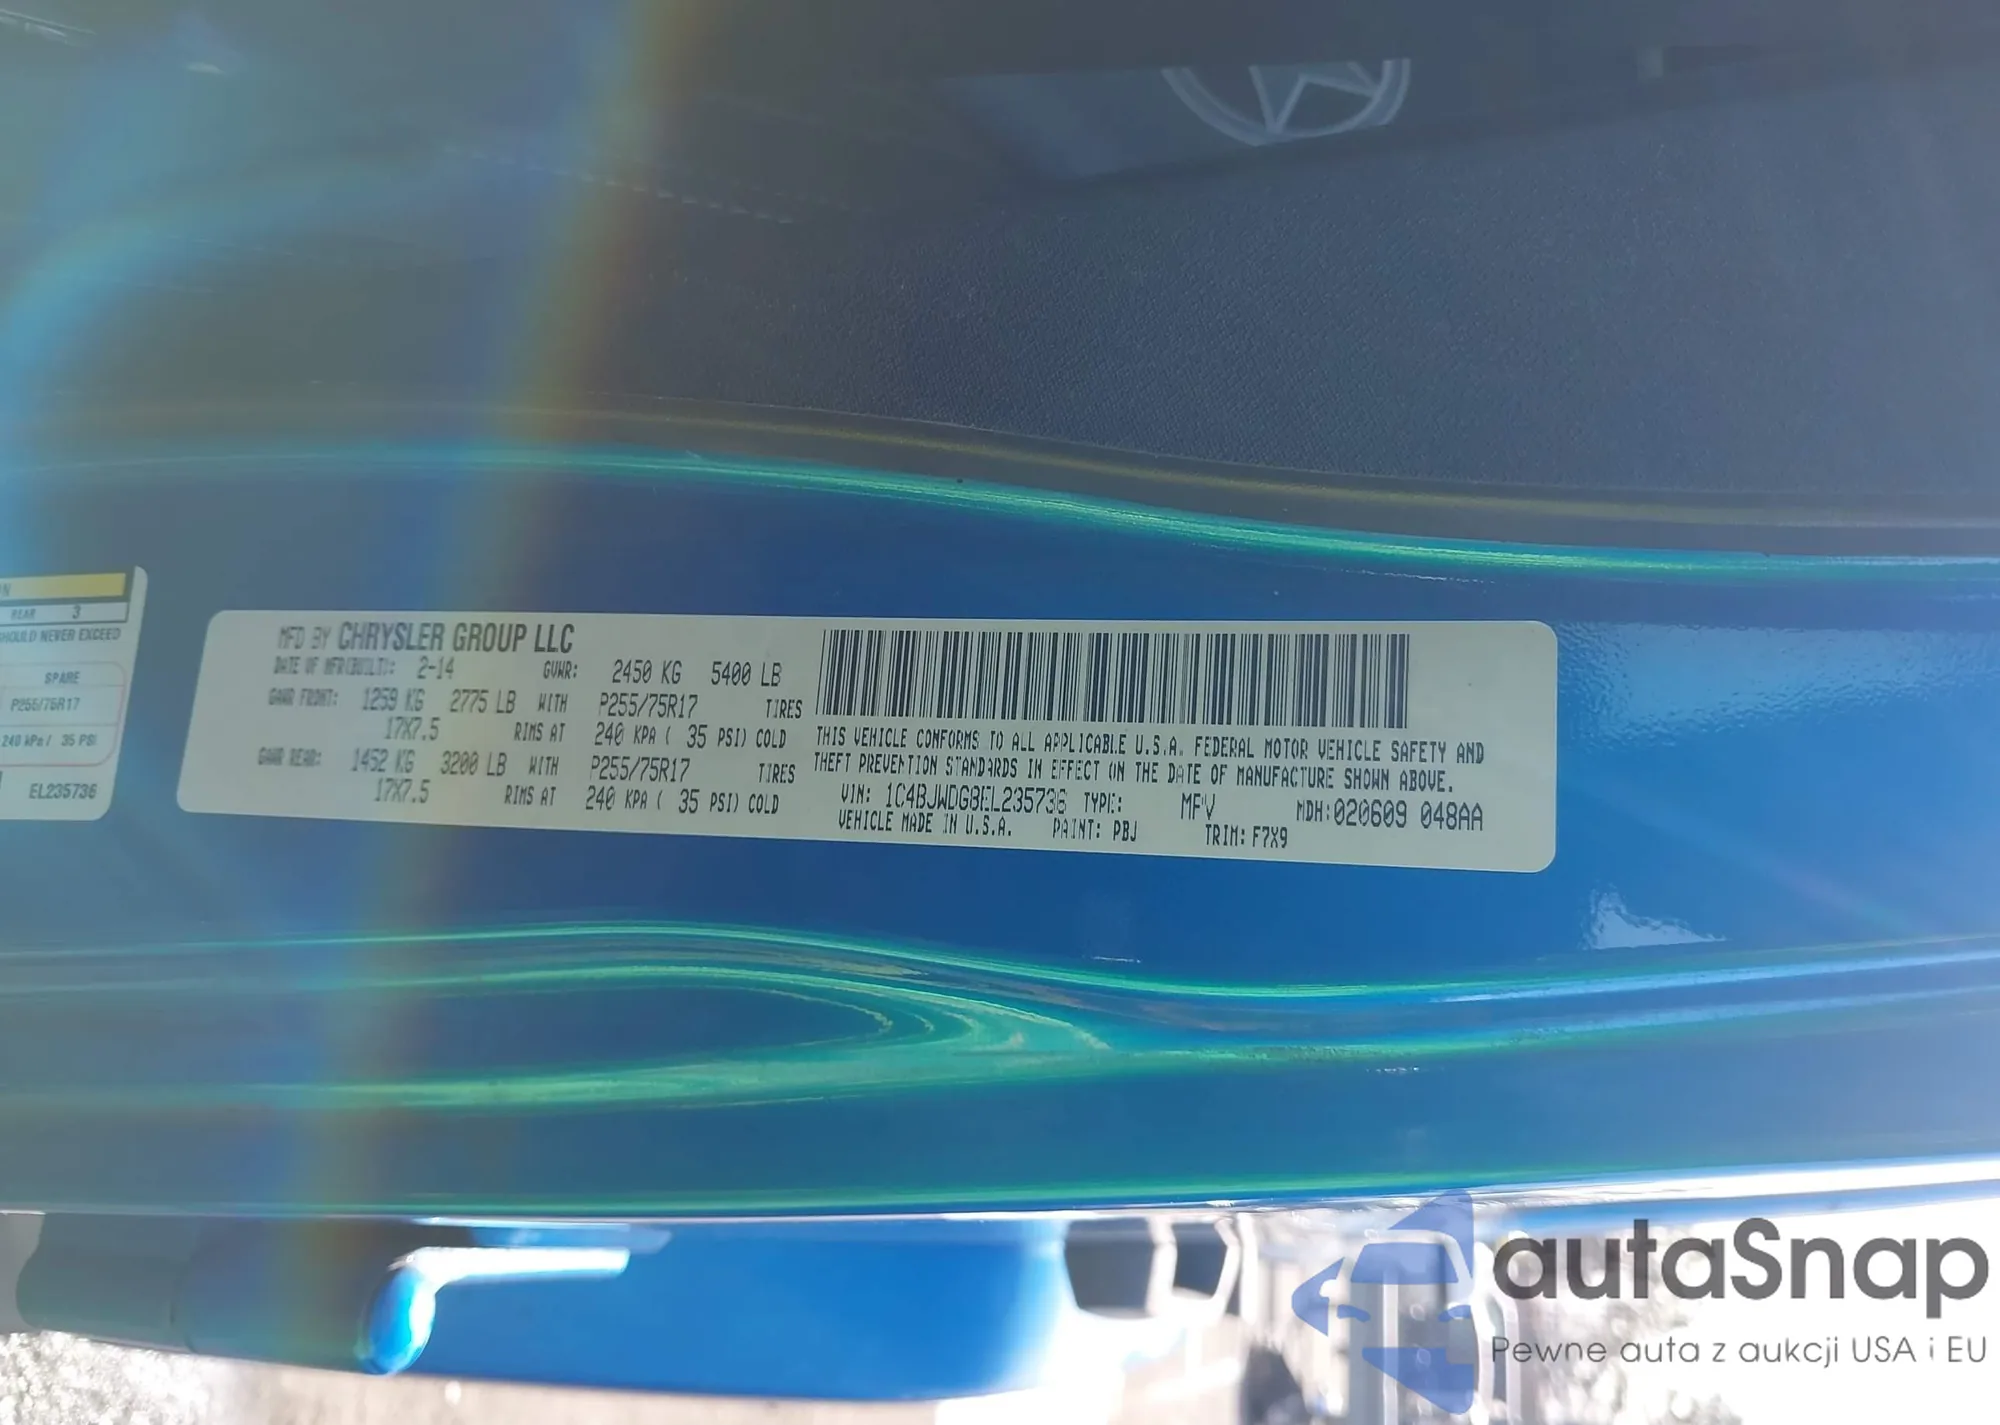 N
REAR 3
SHOULD NEVER EXCEED
SPARE
P255/75R17
240 kPa / 35 PSI
EL235736
MFD BY CHRYSLER GROUP LLC
DATE OF MFR(BUILT): 2-14 GVWR: 2450 KG 5400 LB
GAWR FRONT: 1259 KG 2775 LB WITH P255/75R17 TIRES
17X7.5 RIMS AT 240 KPA ( 35 PSI) COLD
GAWR REAR: 1452 KG 3200 LB WITH P255/75R17 TIRES
17X7.5 RIMS AT 240 KPA ( 35 PSI) COLD
THIS VEHICLE CONFORMS TO ALL APPLICABLE U.S.A. FEDERAL MOTOR VEHICLE SAFETY AND
THEFT PREVENTION STANDARDS IN EFFECT ON THE DATE OF MANUFACTURE SHOWN ABOVE.
VIN: 1C4BJWDG8EL235736 TYPE: MPV MDH:020609 048AA
VEHICLE MADE IN U.S.A. PAINT: PBJ TRIM: F7X9
autaSnap
Pewne auta z aukcji USA i EU